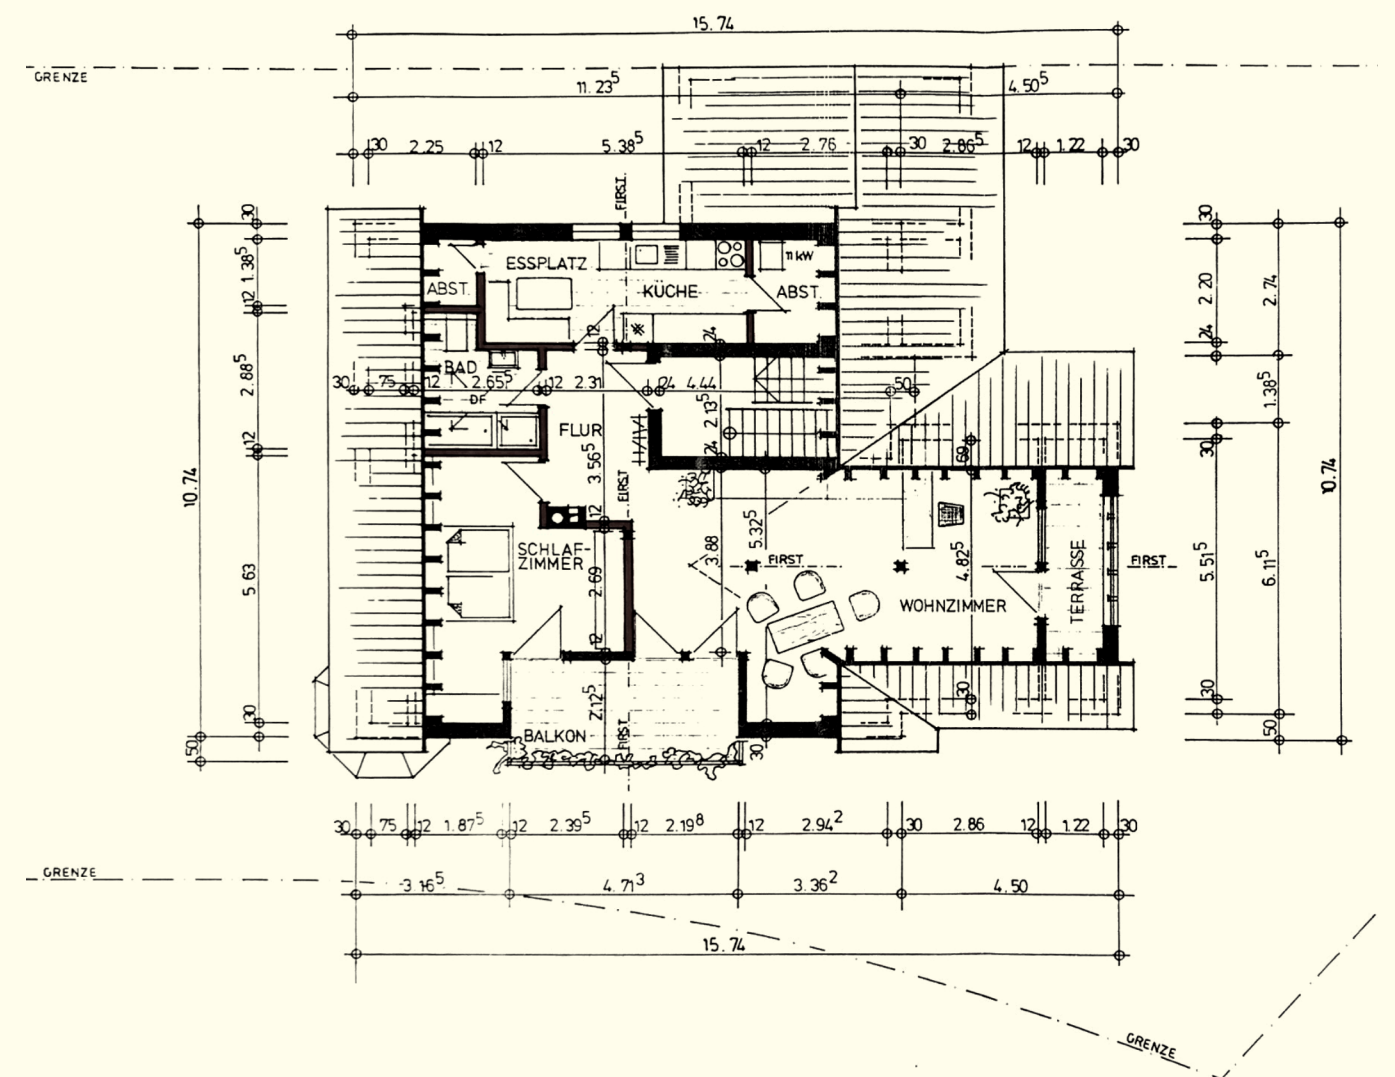 15.74
GRENZE
11.23⁵
4.50⁵
30 2.25 12 5.38⁵ 12 2.76 30 2.86⁵ 12 1.22 30
FIRST
30
30
ESSPLATZ
11 kW
1.38⁵
ABST.
KÜCHE
ABST.
2.20
2.74
12
12
24
24
BAD
30 75 12 2.65⁵ 12 2.31 24 4.44 50
2.88⁵
DF
2.13⁵
1.38⁵
FLUR
12
24
69
30
3.56⁵
FIRST
10.74
10.74
12
5.32⁵
SCHLAF-
ZIMMER
3.88
FIRST
4.82⁵
TERRASSE
FIRST
5.63
2.69
WOHNZIMMER
5.51⁵
6.11⁵
12
2.12⁵
30
30
30
FIRST
BALKON
50
30
50
30 75 12 1.87⁵ 12 2.39⁵ 12 2.19⁸ 12 2.94² 30 2.86 12 1.22 30
GRENZE
3.16⁵ 4.71³ 3.36² 4.50
15.74
GRENZE